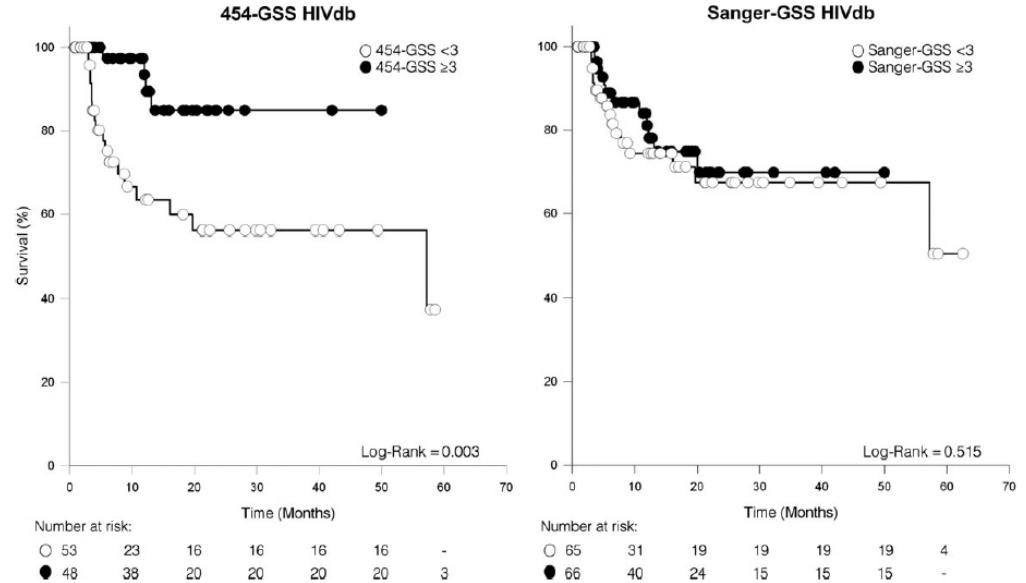 454-GSS HIVdb
Sanger-GSS HIVdb
454-GSS <3
454-GSS ≥3
Sanger-GSS <3
Sanger-GSS ≥3
Survival (%)
100
80
60
40
20
0
100
80
60
40
20
0
Log-Rank = 0.003
Log-Rank = 0.515
0 10 20 30 40 50 60 70
0 10 20 30 40 50 60 70
Time (Months)
Time (Months)
Number at risk:
53 23 16 16 16 16 -
48 38 20 20 20 20 3
Number at risk:
65 31 19 19 19 19 4
66 40 24 15 15 15 -